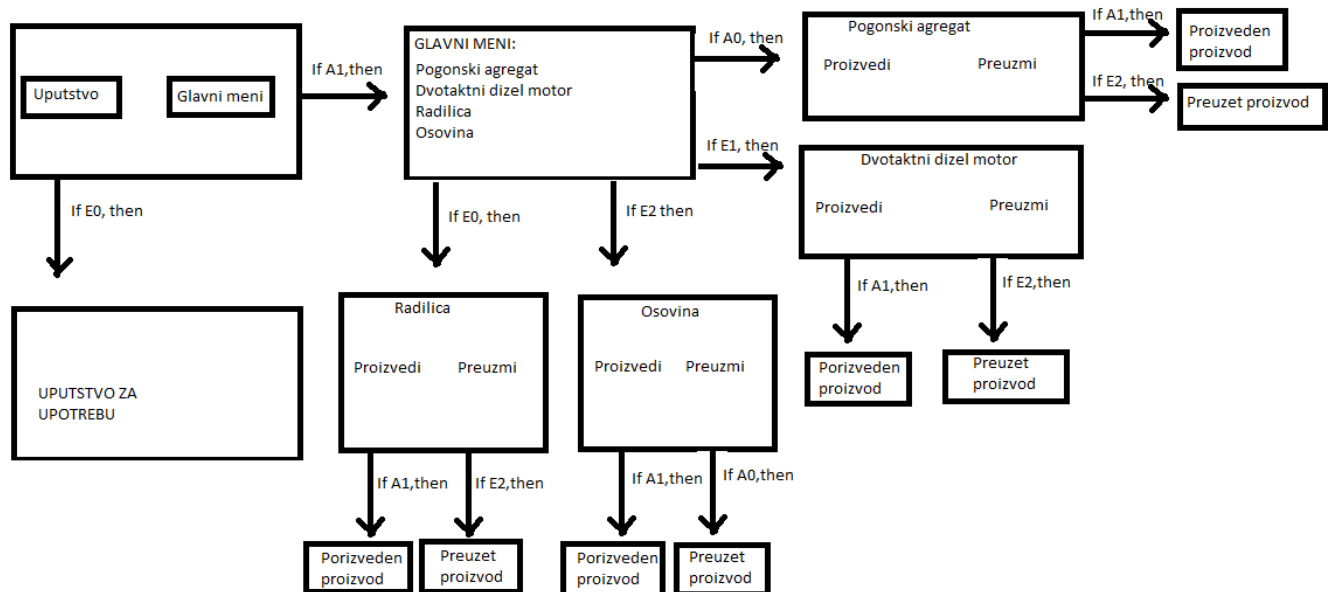 Uputstvo
Glavni meni
If A1,then
If E0, then
UPUTSTVO ZA
UPOTREBU
GLAVNI MENI:
Pogonski agregat
Dvotaktni dizel motor
Radilica
Osovina
If A0, then
If E1, then
If E0, then
If E2 then
Pogonski agregat
Proizvedi
Preuzmi
If A1,then
Proizveden
proizvod
If E2, then
Preuzet proizvod
Dvotaktni dizel motor
Proizvedi
Preuzmi
If A1,then
If E2,then
Porizveden
proizvod
Preuzet
proizvod
Radilica
Proizvedi
Preuzmi
If A1,then
If E2,then
Porizveden
proizvod
Preuzet
proizvod
Osovina
Proizvedi
Preuzmi
If A1,then
If A0,then
Porizveden
proizvod
Preuzet
proizvod